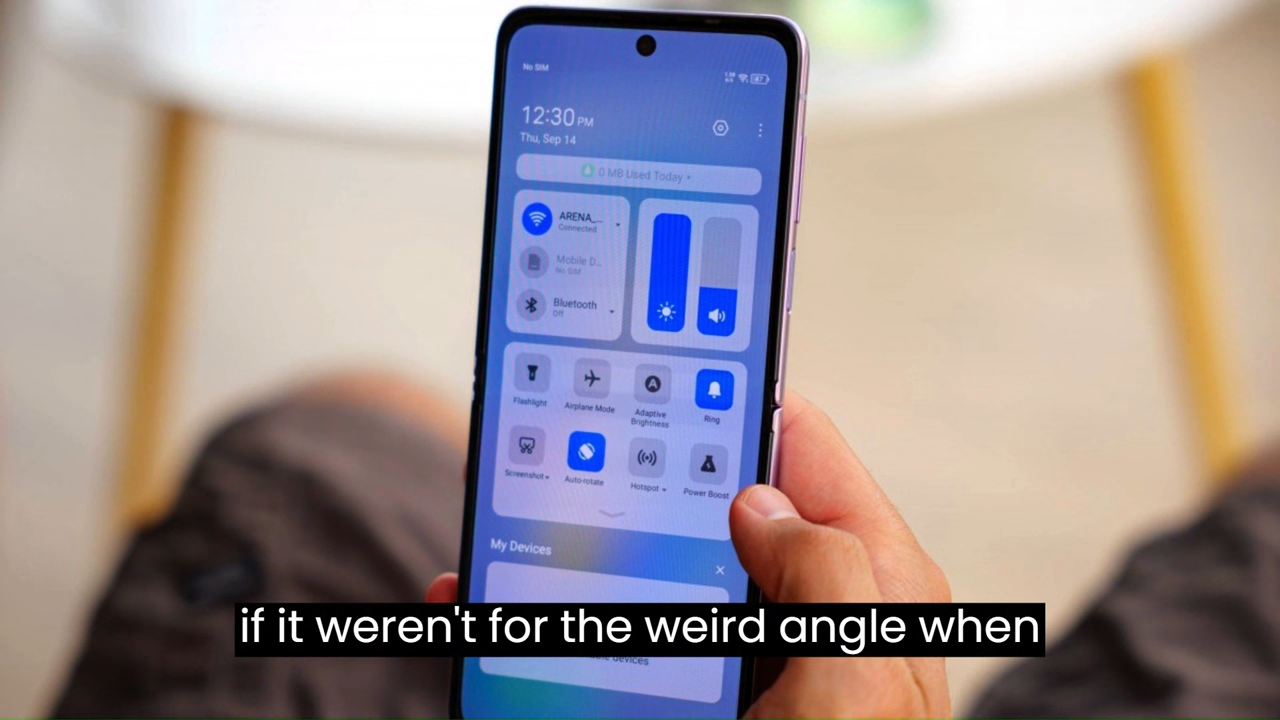 No SIM
12:30 PM
Thu, Sep 14
0 MB Used Today
ARENA_...
Connected
Mobile D...
No SIM
Bluetooth
Off
Flashlight
Airplane Mode
Adaptive
Brightness
Ring
Screenshot
Auto-rotate
Hotspot
Power Boost
My Devices
if it weren't for the weird angle when
devices